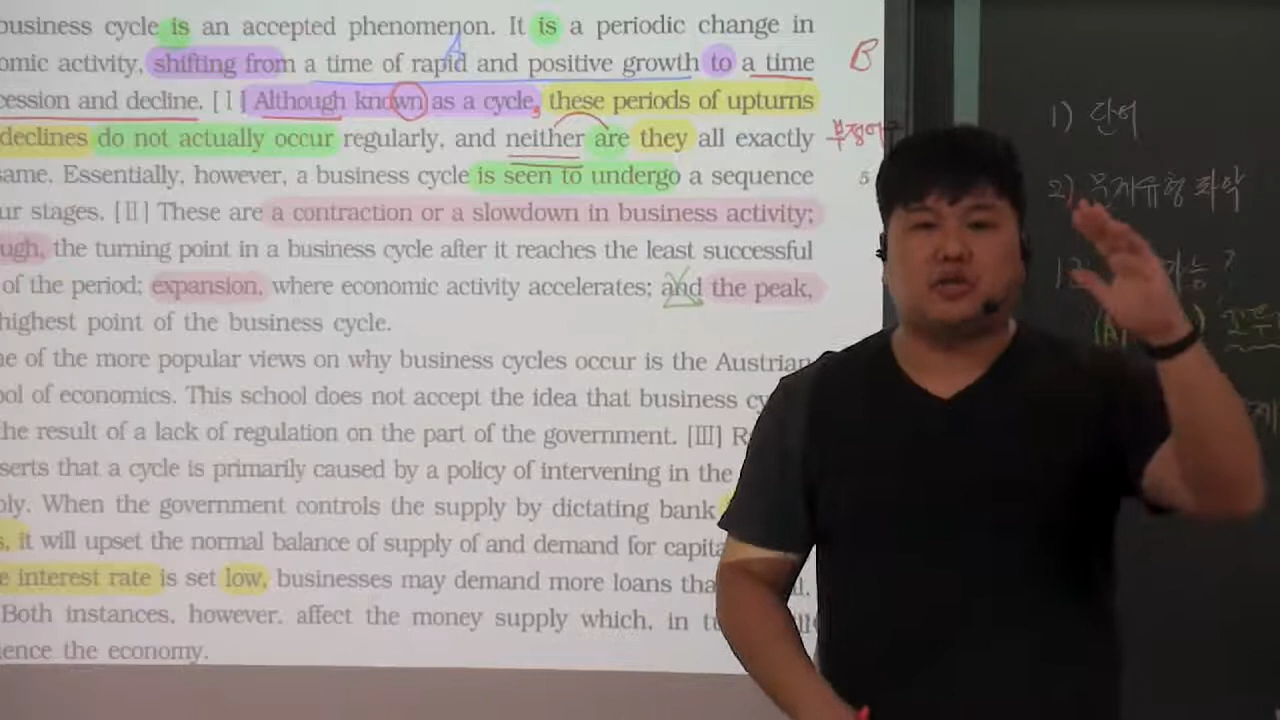 business cycle is an accepted phenomenon. It is a periodic change in
omic activity, shifting from a time of rapid and positive growth to a time
cession and decline. [Ⅰ] Although known as a cycle, these periods of upturns
declines do not actually occur regularly, and neither are they all exactly
same. Essentially, however, a business cycle is seen to undergo a sequence
ur stages. [Ⅱ] These are a contraction or a slowdown in business activity;
ugh, the turning point in a business cycle after it reaches the least successful
of the period; expansion, where economic activity accelerates; and the peak,
highest point of the business cycle.
ne of the more popular views on why business cycles occur is the Austrian
ool of economics. This school does not accept the idea that business cy
the result of a lack of regulation on the part of the government. [Ⅲ] R
serts that a cycle is primarily caused by a policy of intervening in the
ply. When the government controls the supply by dictating bank
s, it will upset the normal balance of supply of and demand for capita
e interest rate is set low, businesses may demand more loans tha
Both instances, however, affect the money supply which, in t
uence the economy.
A
B
5
1) 단어
2) 문제유형 파악